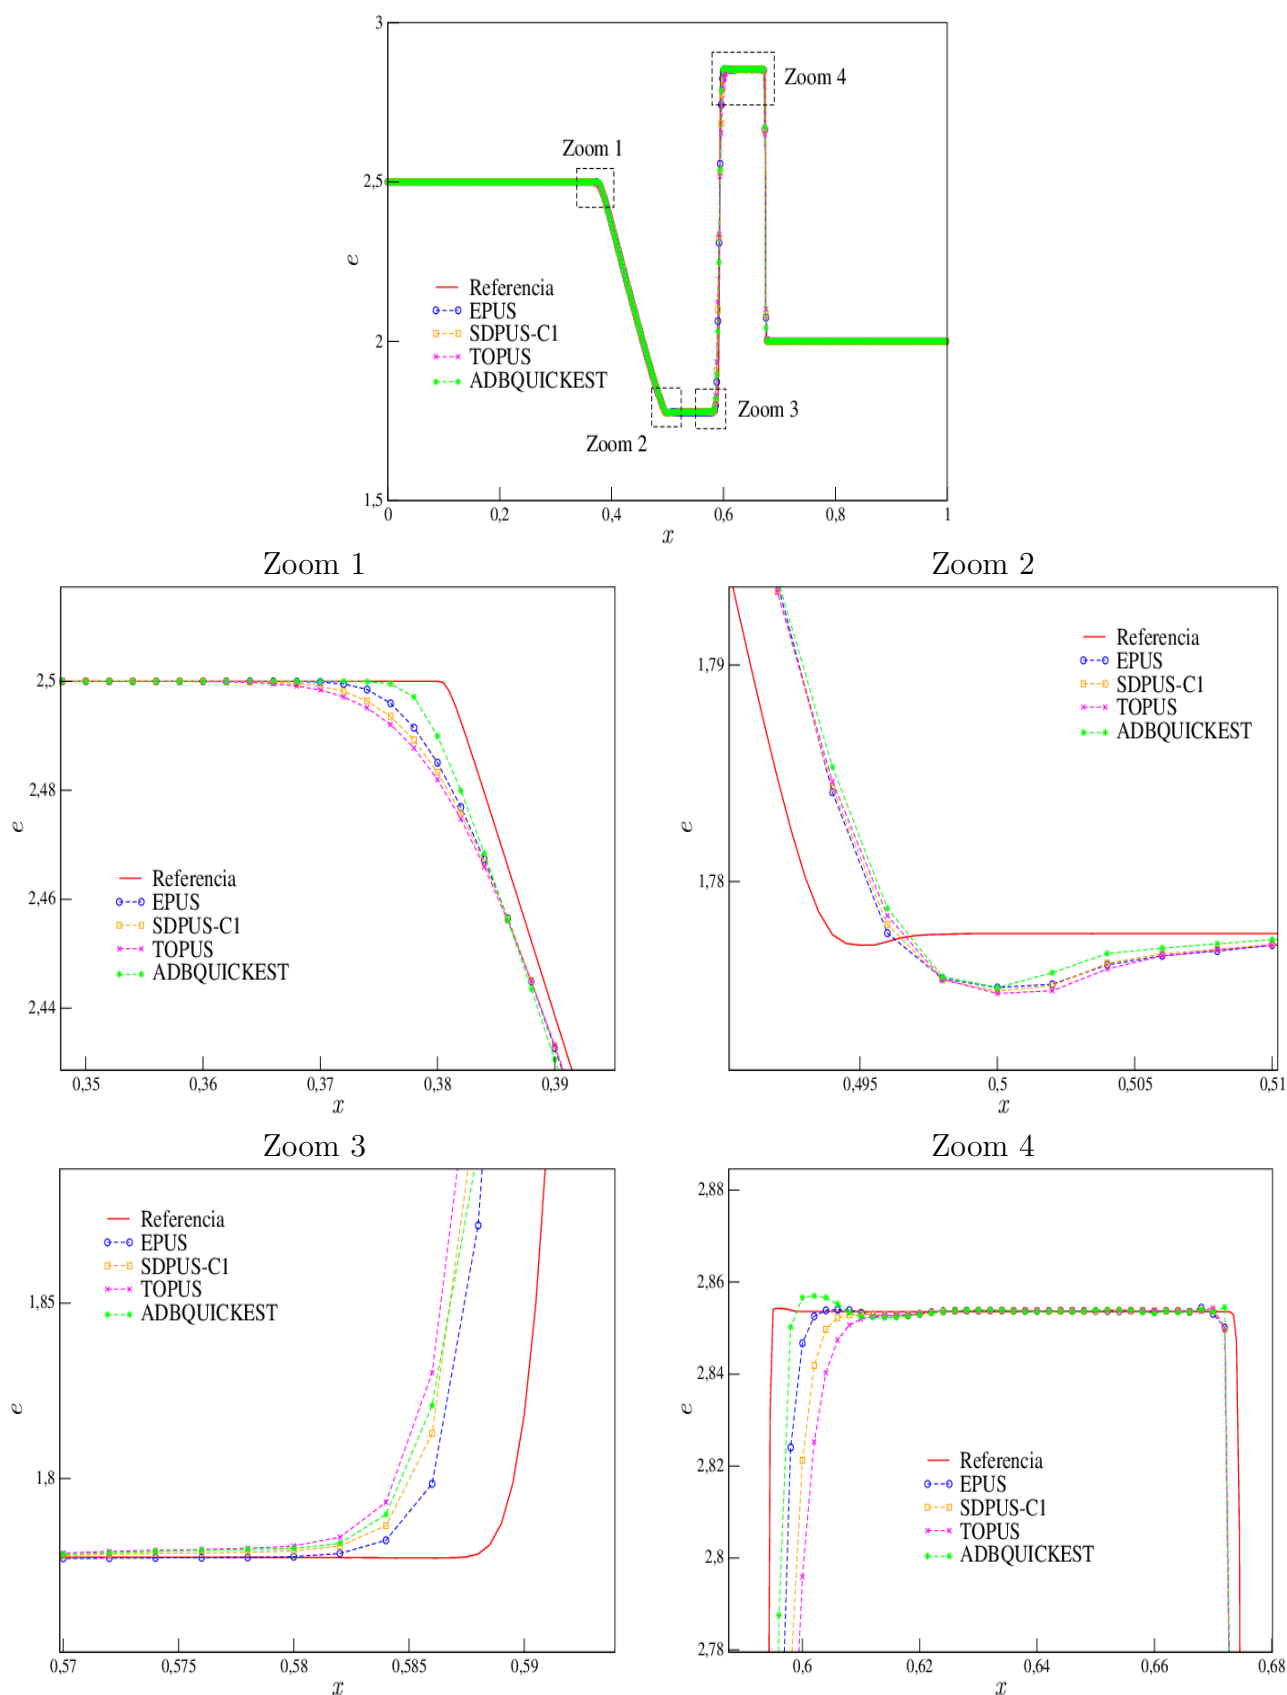 3
Zoom 4
Zoom 1
2,5
e
Referencia
EPUS
SDPUS-C1
TOPUS
ADBQUICKEST
2
Zoom 3
Zoom 2
1,5
0 0,2 0,4 0,6 0,8 1
x
Zoom 1
2,5
2,48
e
2,46
Referencia
EPUS
SDPUS-C1
TOPUS
ADBQUICKEST
2,44
0,35 0,36 0,37 0,38 0,39
x
Zoom 2
Referencia
EPUS
SDPUS-C1
TOPUS
ADBQUICKEST
1,79
e
1,78
0,495 0,5 0,505 0,51
x
Zoom 3
Referencia
EPUS
SDPUS-C1
TOPUS
ADBQUICKEST
1,85
e
1,8
0,57 0,575 0,58 0,585 0,59
x
Zoom 4
2,88
2,86
2,84
e
2,82
2,8
2,78
Referencia
EPUS
SDPUS-C1
TOPUS
ADBQUICKEST
0,6 0,62 0,64 0,66 0,68
x